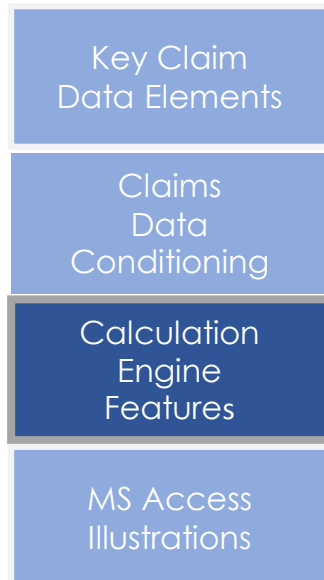 Key Claim
Data Elements
Claims
Data
Conditioning
Calculation
Engine
Features
MS Access
Illustrations